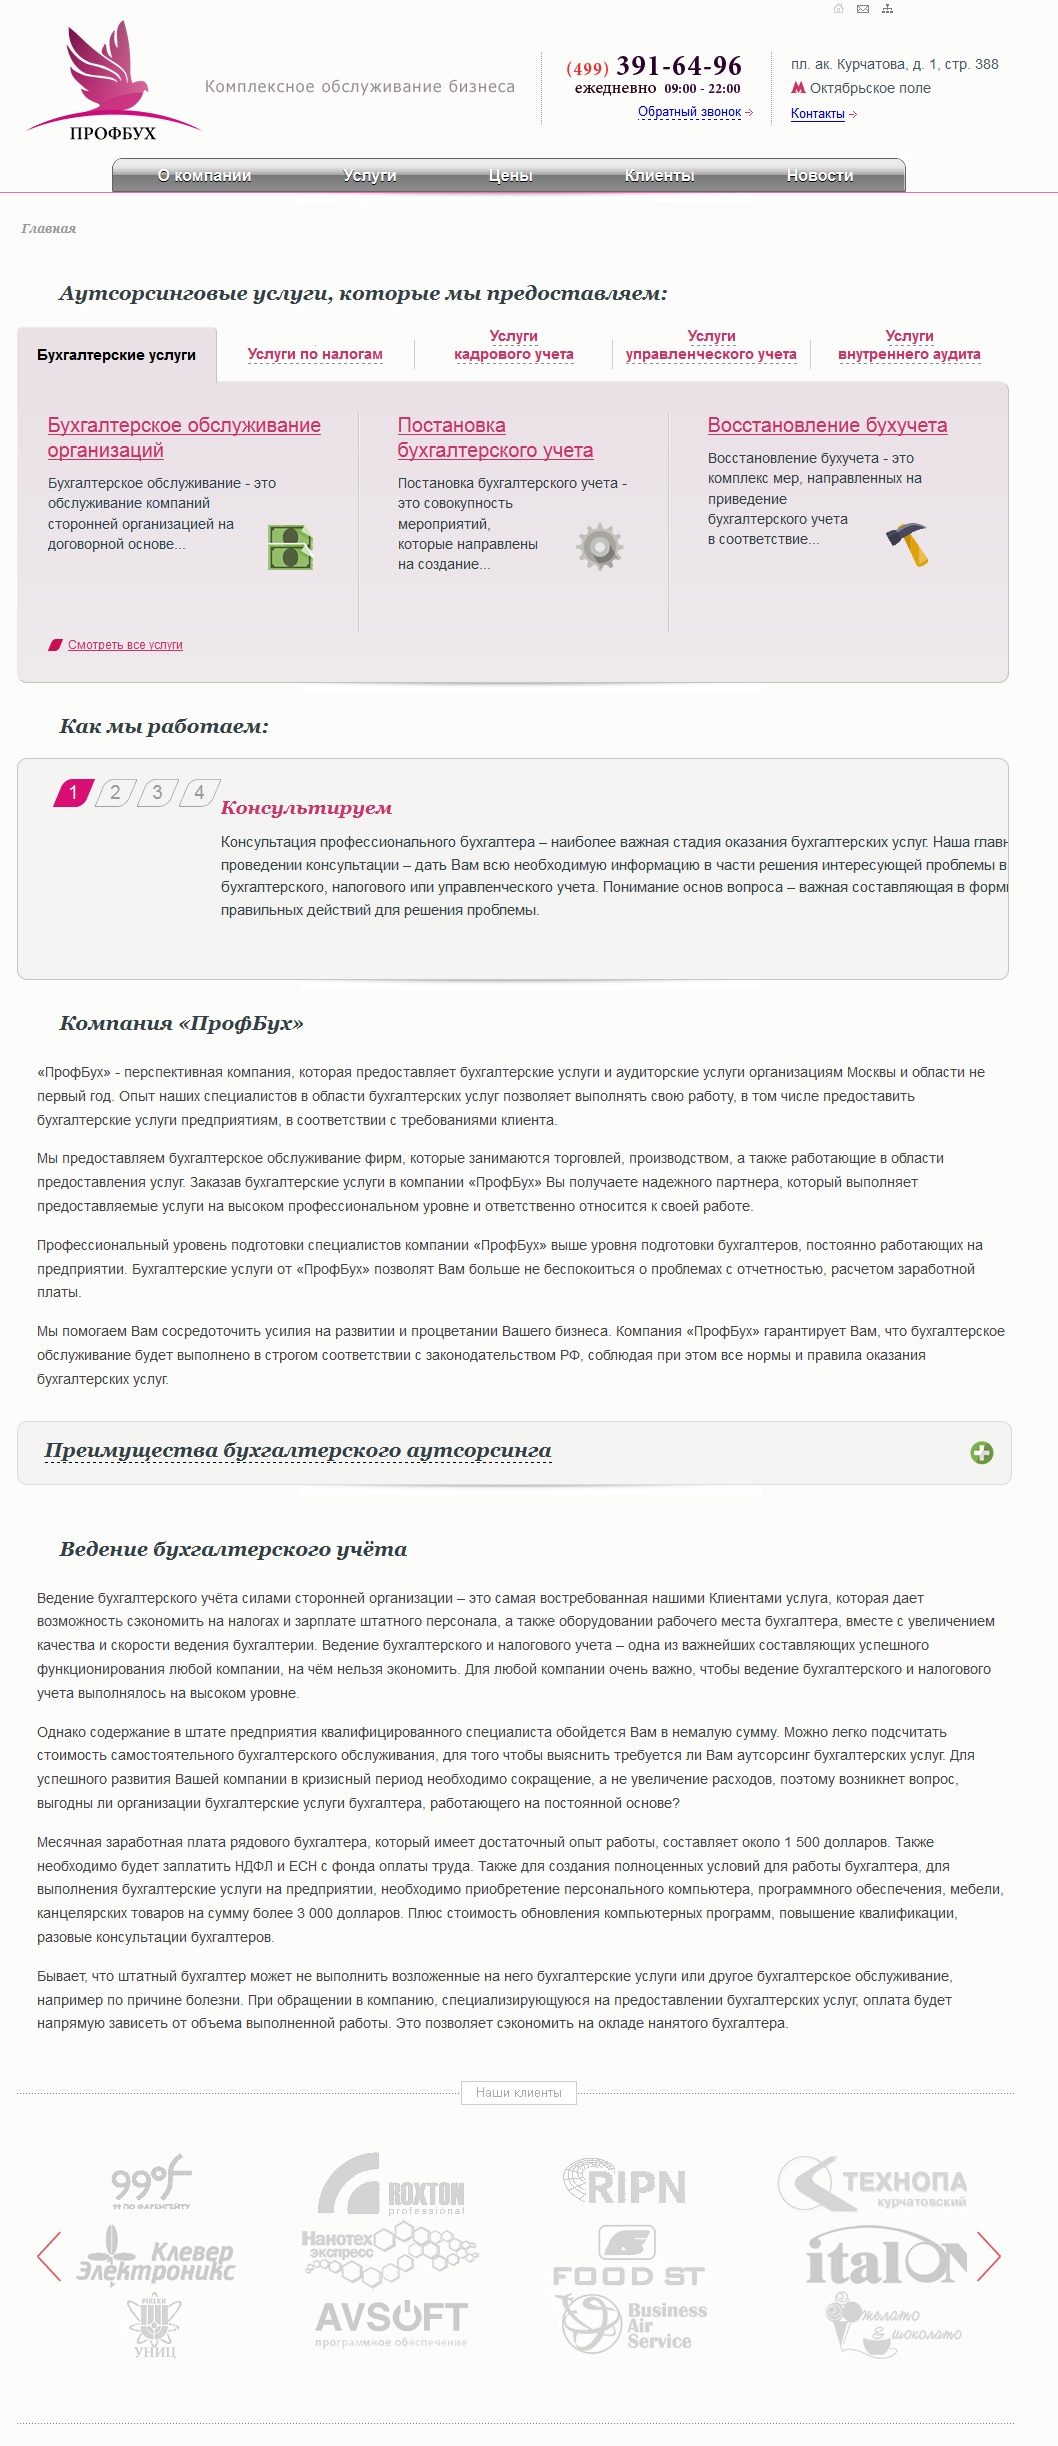 ПРОФБУХ
Комплексное обслуживание бизнеса
(499) 391-64-96
ежедневно 09:00 - 22:00
Обратный звонок
пл. ак. Курчатова, д. 1, стр. 388
Октябрьское поле
Контакты
О компании Услуги Цены Клиенты Новости
Главная
Аутсорсинговые услуги, которые мы предоставляем:
Бухгалтерские услуги
Услуги по налогам
Услуги
кадрового учета
Услуги
управленческого учета
Услуги
внутреннего аудита
Бухгалтерское обслуживание
организаций
Бухгалтерское обслуживание - это
обслуживание компаний
сторонней организацией на
договорной основе...
Постановка
бухгалтерского учета
Постановка бухгалтерского учета -
это совокупность
мероприятий,
которые направлены
на создание...
Восстановление бухучета
Восстановление бухучета - это
комплекс мер, направленных на
приведение
бухгалтерского учета
в соответствие...
Смотреть все услуги
Как мы работаем:
1 2 3 4
Консультируем
Консультация профессионального бухгалтера – наиболее важная стадия оказания бухгалтерских услуг. Наша главн
проведении консультации – дать Вам всю необходимую информацию в части решения интересующей проблемы в
бухгалтерского, налогового или управленческого учета. Понимание основ вопроса – важная составляющая в форми
правильных действий для решения проблемы.
Компания «ПрофБух»
«ПрофБух» - перспективная компания, которая предоставляет бухгалтерские услуги и аудиторские услуги организациям Москвы и области не
первый год. Опыт наших специалистов в области бухгалтерских услуг позволяет выполнять свою работу, в том числе предоставить
бухгалтерские услуги предприятиям, в соответствии с требованиями клиента.
Мы предоставляем бухгалтерское обслуживание фирм, которые занимаются торговлей, производством, а также работающие в области
предоставления услуг. Заказав бухгалтерские услуги в компании «ПрофБух» Вы получаете надежного партнера, который выполняет
предоставляемые услуги на высоком профессиональном уровне и ответственно относится к своей работе.
Профессиональный уровень подготовки специалистов компании «ПрофБух» выше уровня подготовки бухгалтеров, постоянно работающих на
предприятии. Бухгалтерские услуги от «ПрофБух» позволят Вам больше не беспокоиться о проблемах с отчетностью, расчетом заработной
платы.
Мы помогаем Вам сосредоточить усилия на развитии и процветании Вашего бизнеса. Компания «ПрофБух» гарантирует Вам, что бухгалтерское
обслуживание будет выполнено в строгом соответствии с законодательством РФ, соблюдая при этом все нормы и правила оказания
бухгалтерских услуг.
Преимущества бухгалтерского аутсорсинга
Ведение бухгалтерского учёта
Ведение бухгалтерского учёта силами сторонней организации – это самая востребованная нашими Клиентами услуга, которая дает
возможность сэкономить на налогах и зарплате штатного персонала, а также оборудовании рабочего места бухгалтера, вместе с увеличением
качества и скорости ведения бухгалтерии. Ведение бухгалтерского и налогового учета – одна из важнейших составляющих успешного
функционирования любой компании, на чём нельзя экономить. Для любой компании очень важно, чтобы ведение бухгалтерского и налогового
учета выполнялось на высоком уровне.
Однако содержание в штате предприятия квалифицированного специалиста обойдется Вам в немалую сумму. Можно легко подсчитать
стоимость самостоятельного бухгалтерского обслуживания, для того чтобы выяснить требуется ли Вам аутсорсинг бухгалтерских услуг. Для
успешного развития Вашей компании в кризисный период необходимо сокращение, а не увеличение расходов, поэтому возникнет вопрос,
выгодны ли организации бухгалтерские услуги бухгалтера, работающего на постоянной основе?
Месячная заработная плата рядового бухгалтера, который имеет достаточный опыт работы, составляет около 1 500 долларов. Также
необходимо будет заплатить НДФЛ и ЕСН с фонда оплаты труда. Также для создания полноценных условий для работы бухгалтера, для
выполнения бухгалтерские услуги на предприятии, необходимо приобретение персонального компьютера, программного обеспечения, мебели,
канцелярских товаров на сумму более 3 000 долларов. Плюс стоимость обновления компьютерных программ, повышение квалификации,
разовые консультации бухгалтеров.
Бывает, что штатный бухгалтер может не выполнить возложенные на него бухгалтерские услуги или другое бухгалтерское обслуживание,
например по причине болезни. При обращении в компанию, специализирующуюся на предоставлении бухгалтерских услуг, оплата будет
напрямую зависеть от объема выполненной работы. Это позволяет сэкономить на окладе нанятого бухгалтера.
Наши клиенты
99°F
99 ПО ФАРЕНГЕЙТУ
ROXTON
professional
RIPN
ТЕХНОПА
курчатовский
Клевер
Электроникс
Нанотех
экспресс
FOOD ST
italON
УНИЦ
AVSOFT
программное обеспечение
Business
Air
Service
желато
& шоколато